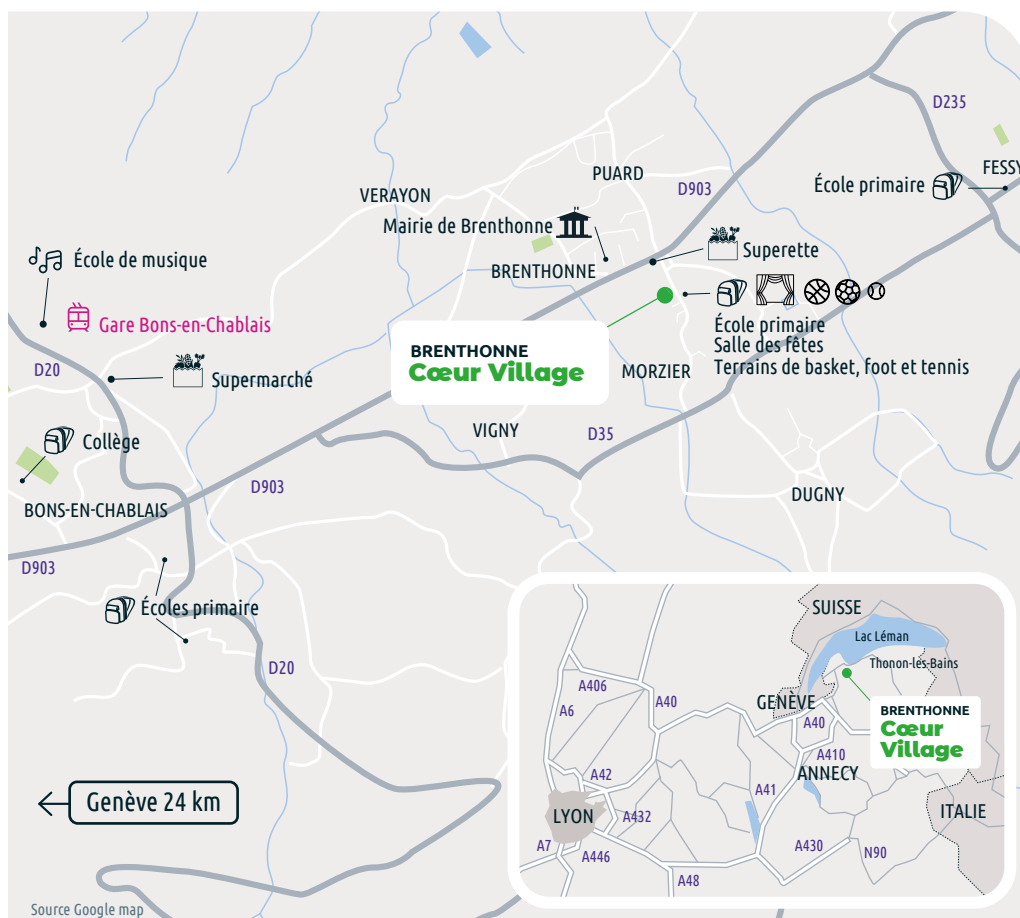 D235
FESSY
École primaire
PUARD
D903
VERAYON
Mairie de Brenthonne
Superette
École de musique
BRENTHONNE
Gare Bons-en-Chablais
École primaire
Salle des fêtes
Terrains de basket, foot et tennis
BRENTHONNE
Cœur Village
D20
Supermarché
MORZIER
VIGNY
D35
Collège
D903
DUGNY
BONS-EN-CHABLAIS
D903
Écoles primaire
D20
SUISSE
Lac Léman
Thonon-les-Bains
A406
A6
A40
GENÈVE
BRENTHONNE
Cœur
Village
A40
A410
ANNECY
A42
A41
Genève 24 km
LYON
A432
ITALIE
A7
A446
A430
N90
A48
Source Google map